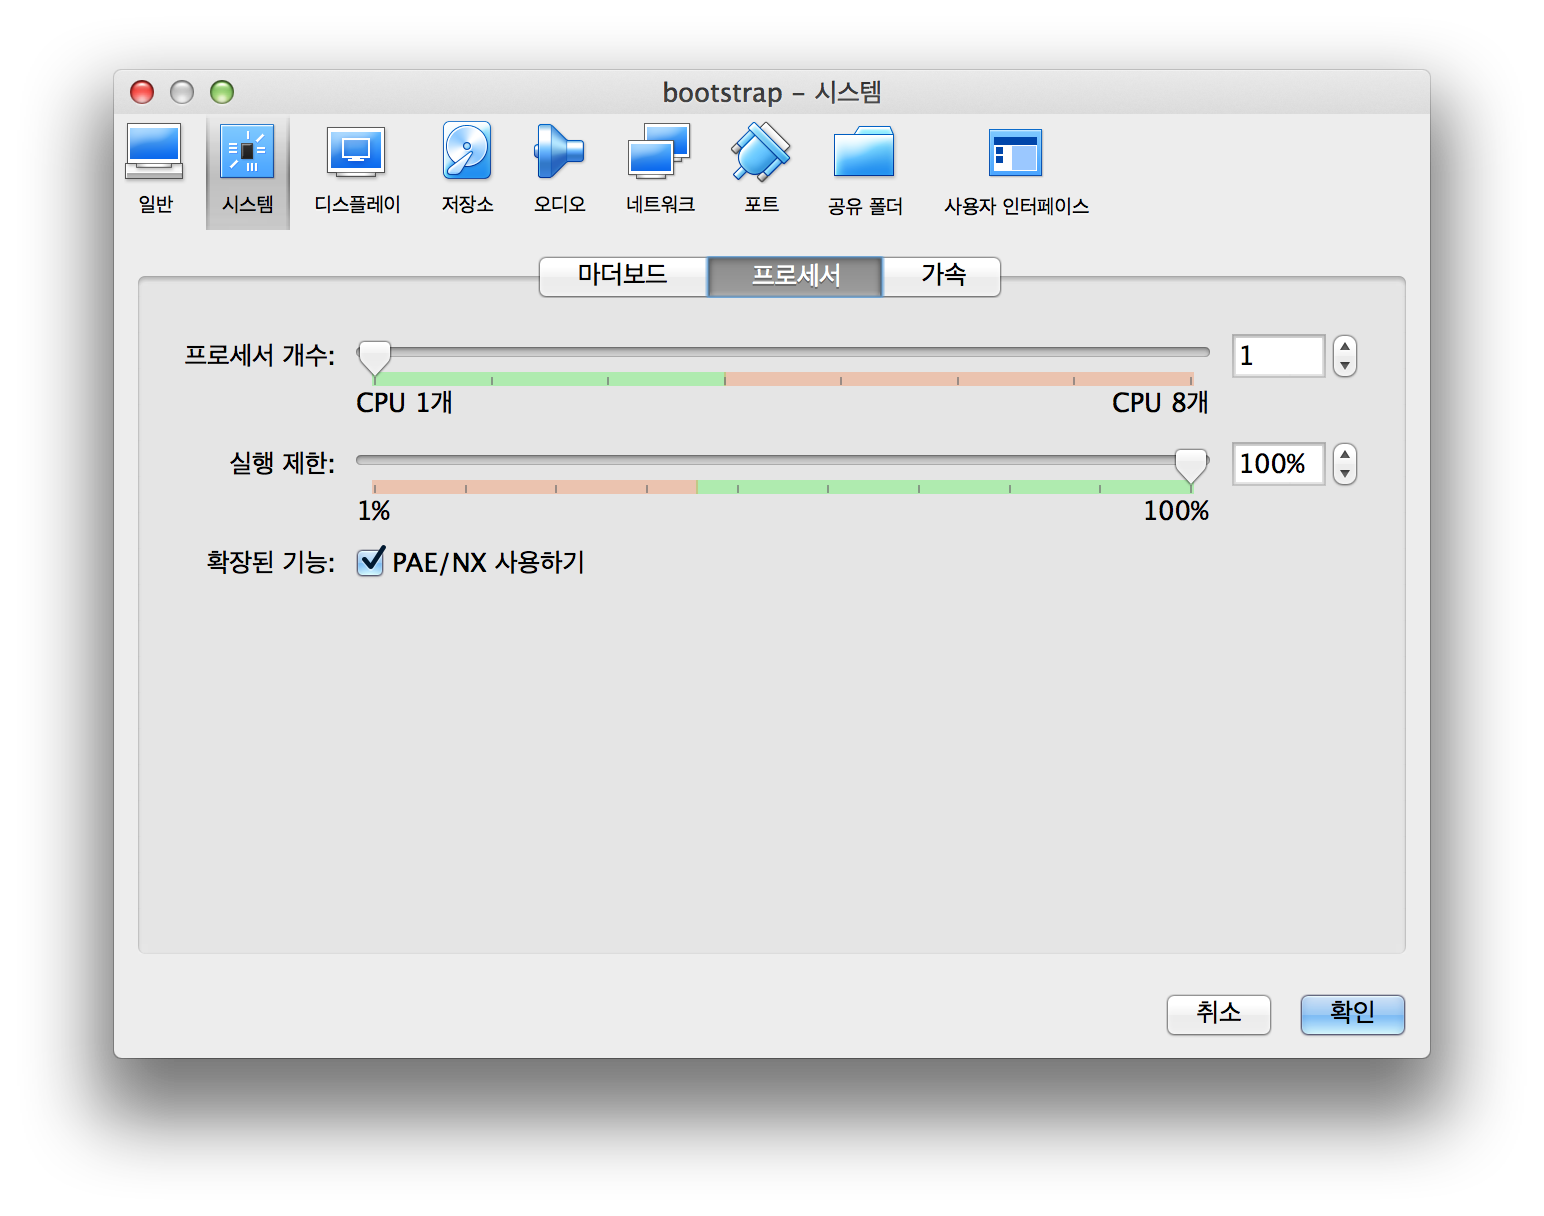 bootstrap – 시스템
일반 시스템 디스플레이 저장소 오디오 네트워크 포트 공유 폴더 사용자 인터페이스
마더보드 프로세서 가속
프로세서 개수: 1
CPU 1개 CPU 8개
실행 제한: 100%
1% 100%
확장된 기능: PAE/NX 사용하기
취소 확인